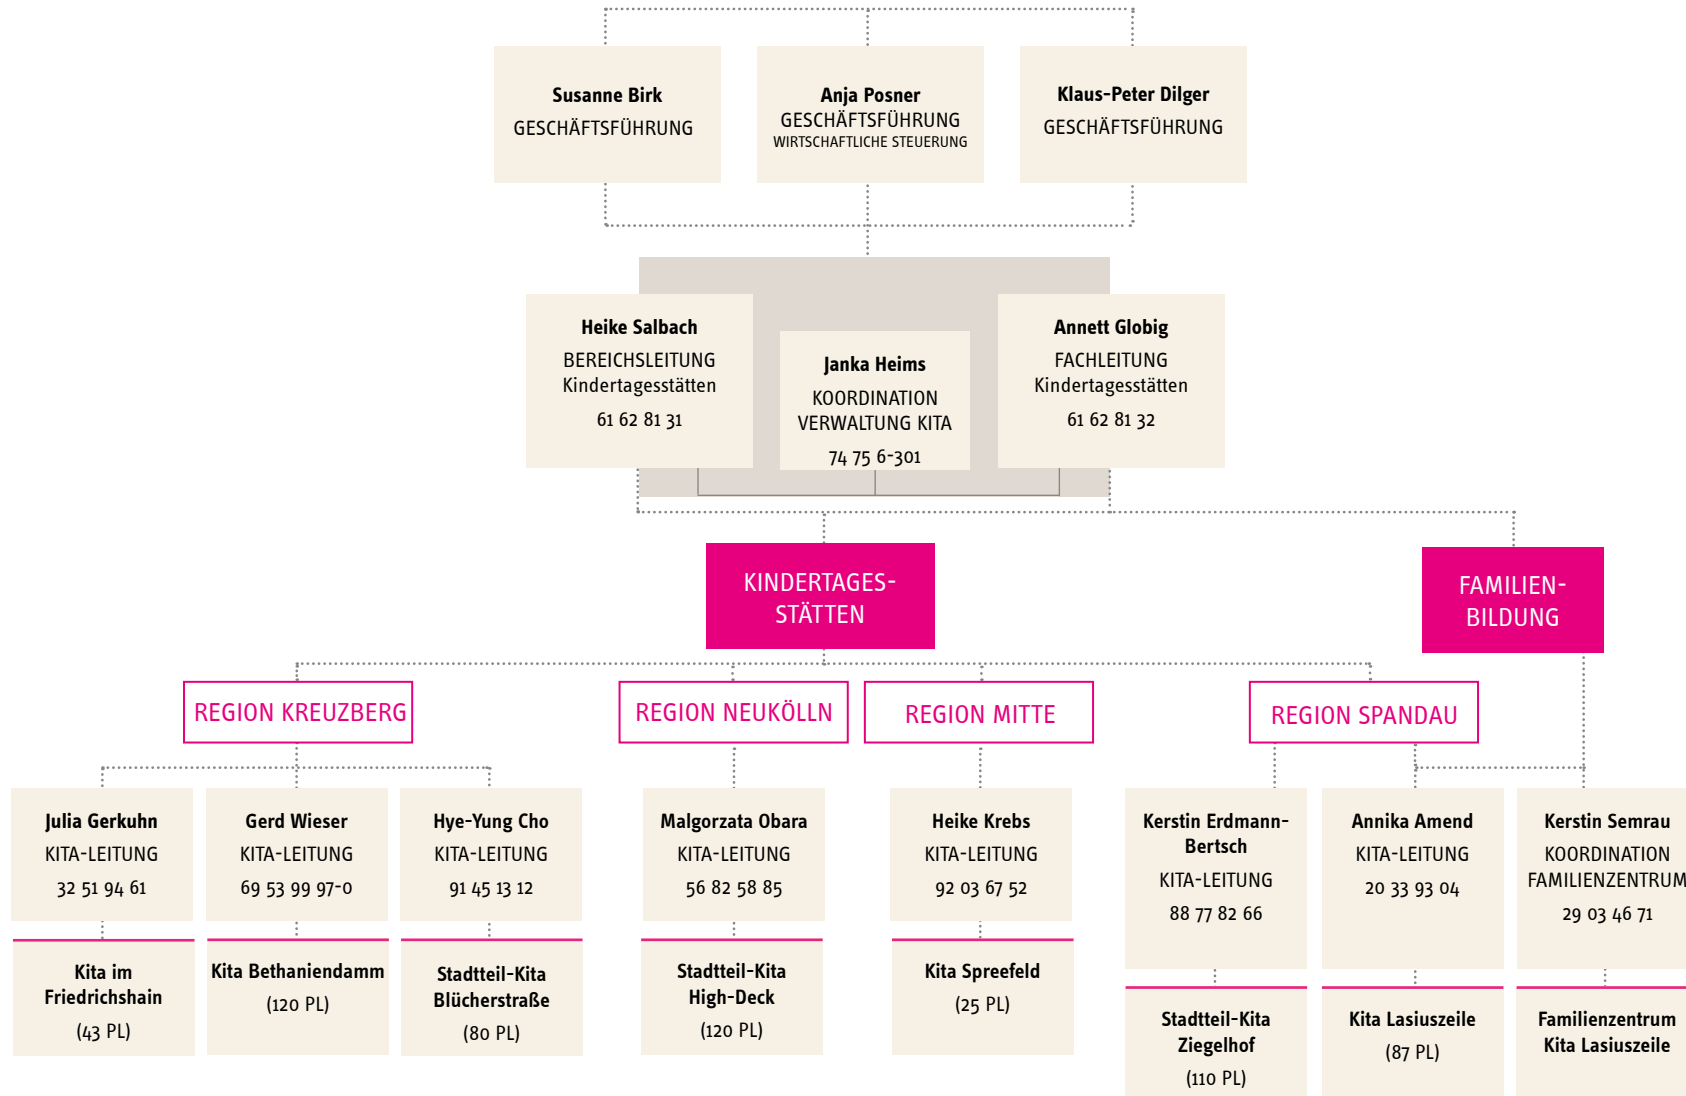 Susanne Birk
GESCHÄFTSFÜHRUNG
Anja Posner
GESCHÄFTSFÜHRUNG
WIRTSCHAFTLICHE STEUERUNG
Klaus-Peter Dilger
GESCHÄFTSFÜHRUNG
Heike Salbach
BEREICHSLEITUNG
Kindertagesstätten
61 62 81 31
Janka Heims
KOORDINATION
VERWALTUNG KITA
74 75 6-301
Annett Globig
FACHLEITUNG
Kindertagesstätten
61 62 81 32
KINDERTAGES-
STÄTTEN
FAMILIEN-
BILDUNG
REGION KREUZBERG
REGION NEUKÖLLN
REGION MITTE
REGION SPANDAU
Julia Gerkuhn
KITA-LEITUNG
32 51 94 61
Gerd Wieser
KITA-LEITUNG
69 53 99 97-0
Hye-Yung Cho
KITA-LEITUNG
91 45 13 12
Malgorzata Obara
KITA-LEITUNG
56 82 58 85
Heike Krebs
KITA-LEITUNG
92 03 67 52
Kerstin Erdmann-
Bertsch
KITA-LEITUNG
88 77 82 66
Annika Amend
KITA-LEITUNG
20 33 93 04
Kerstin Semrau
KOORDINATION
FAMILIENZENTRUM
29 03 46 71
Kita im
Friedrichshain
(43 PL)
Kita Bethaniendamm
(120 PL)
Stadtteil-Kita
Blücherstraße
(80 PL)
Stadtteil-Kita
High-Deck
(120 PL)
Kita Spreefeld
(25 PL)
Stadtteil-Kita
Ziegelhof
(110 PL)
Kita Lasiuszeile
(87 PL)
Familienzentrum
Kita Lasiuszeile